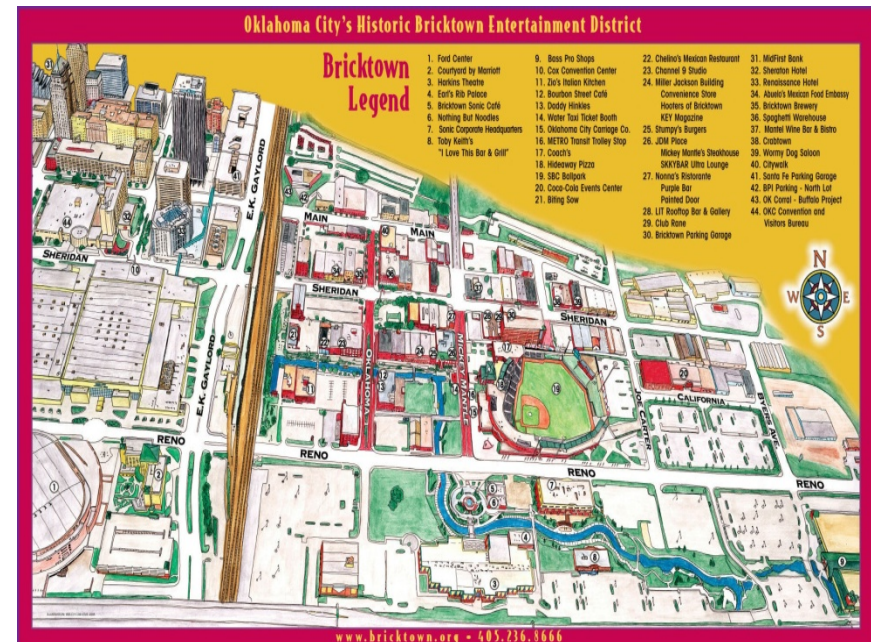 Oklahoma City's Historic Bricktown Entertainment District
Bricktown
Legend
1. Ford Center
2. Courtyard by Marriott
3. Harkins Theatre
4. Earl's Rib Palace
5. Bricktown Sonic Café
6. Nothing But Noodles
7. Sonic Corporate Headquarters
8. Toby Keith's
"I Love This Bar & Grill"
9. Bass Pro Shops
10. Cox Convention Center
11. Zio's Italian Kitchen
12. Bourbon Street Café
13. Daddy Hinkles
14. Water Taxi Ticket Booth
15. Oklahoma City Carriage Co.
16. METRO Transit Trolley Stop
17. Coach's
18. Hideaway Pizza
19. SBC Ballpark
20. Coca-Cola Events Center
21. Biting Sow
22. Chelino's Mexican Restaurant
23. Channel 9 Studio
24. Miller Jackson Building
Convenience Store
Hooters of Bricktown
KEY Magazine
25. Stumpy's Burgers
26. JDM Place
Mickey Mantle's Steakhouse
SKKYBAR Ultra Lounge
27. Nonna's Ristorante
Purple Bar
Painted Door
28. LIT Rooftop Bar & Gallery
29. Club Rane
30. Bricktown Parking Garage
31. MidFirst Bank
32. Sheraton Hotel
33. Renaissance Hotel
34. Abuelo's Mexican Food Embassy
35. Bricktown Brewery
36. Spaghetti Warehouse
37. Mantel Wine Bar & Bistro
38. Crabtown
39. Wormy Dog Saloon
40. Citywalk
41. Santa Fe Parking Garage
42. BPI Parking - North Lot
43. OK Corral - Buffalo Project
44. OKC Convention and
Visitors Bureau
N
W E
S
E.K. GAYLORD
MAIN
MAIN
SHERIDAN
SHERIDAN
SHERIDAN
E.K. GAYLORD
OKLAHOMA
MICKEY MANTLE
JOE CARTER
CALIFORNIA
BYERS AVE.
RENO
RENO
RENO
RENO
www.bricktown.org - 405.236.8666